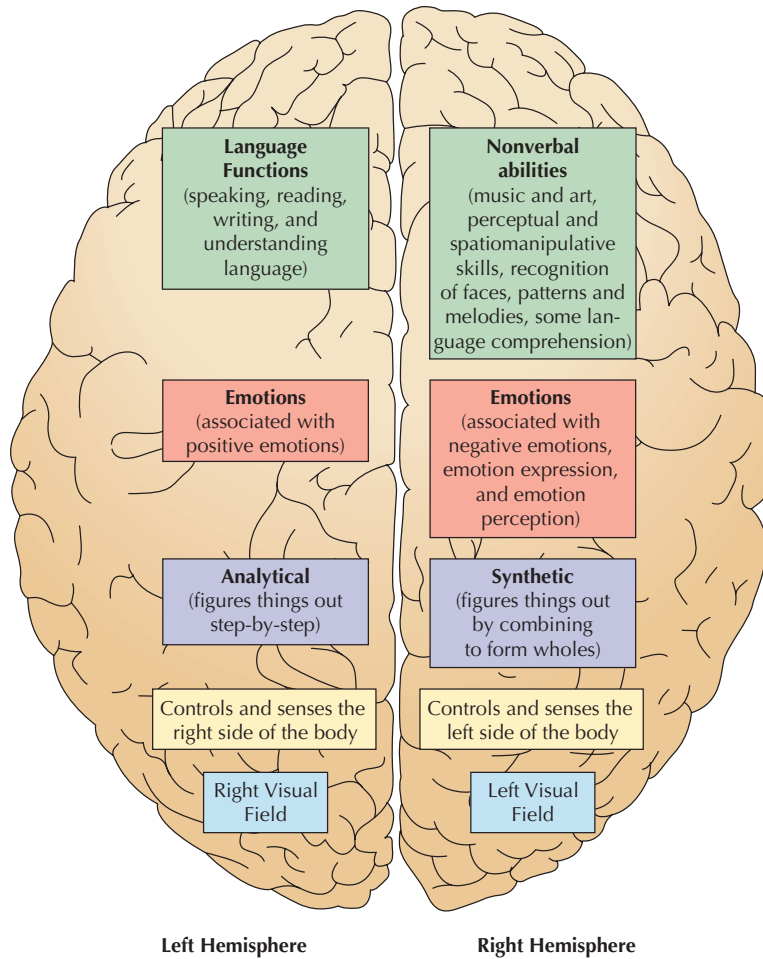 Language
Functions
(speaking, reading,
writing, and
understanding
language)
Nonverbal
abilities
(music and art,
perceptual and
spatiomanipulative
skills, recognition
of faces, patterns and
melodies, some lan-
guage comprehension)
Emotions
(associated with
positive emotions)
Emotions
(associated with
negative emotions,
emotion expression,
and emotion
perception)
Analytical
(figures things out
step-by-step)
Synthetic
(figures things out
by combining
to form wholes)
Controls and senses the
right side of the body
Controls and senses the
left side of the body
Right Visual
Field
Left Visual
Field
Left Hemisphere
Right Hemisphere